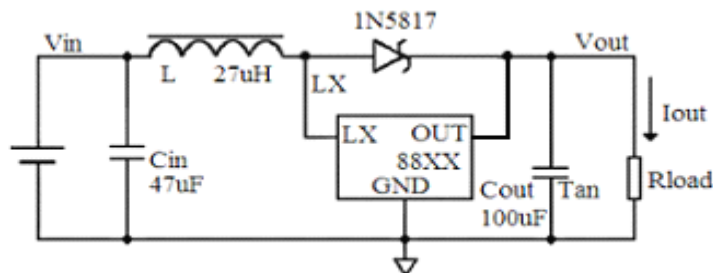 1N5817
Vin
Vout
L 27uH
LX
Iout
LX OUT
88XX
GND
Cin
47uF
Cout Tan
100uF
Rload